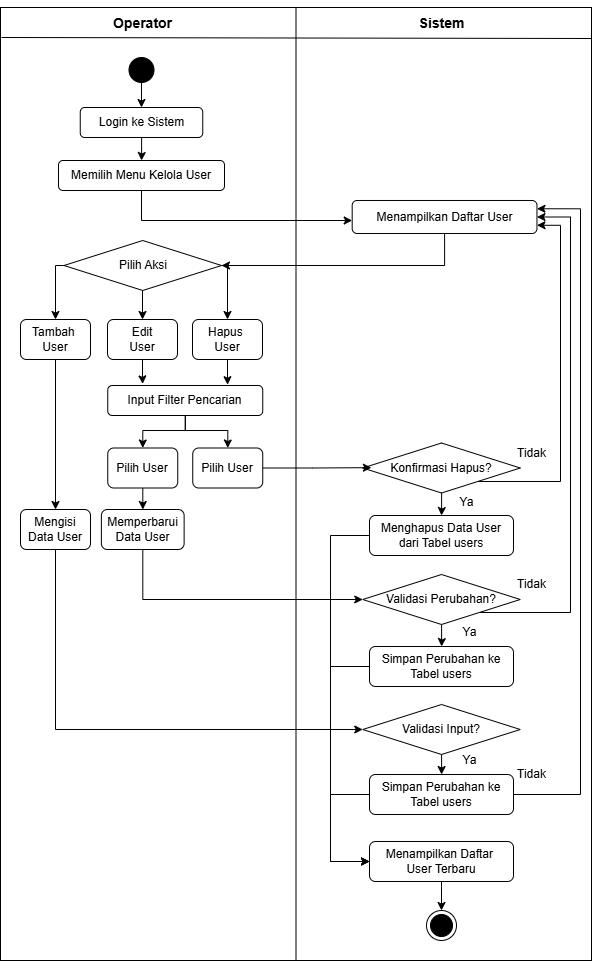 Operator
Sistem
Login ke Sistem
Memilih Menu Kelola User
Menampilkan Daftar User
Pilih Aksi
Tambah
User
Edit
User
Hapus
User
Input Filter Pencarian
Pilih User
Pilih User
Konfirmasi Hapus?
Tidak
Ya
Mengisi
Data User
Memperbarui
Data User
Menghapus Data User
dari Tabel users
Validasi Perubahan?
Tidak
Ya
Simpan Perubahan ke
Tabel users
Validasi Input?
Ya
Tidak
Simpan Perubahan ke
Tabel users
Menampilkan Daftar
User Terbaru